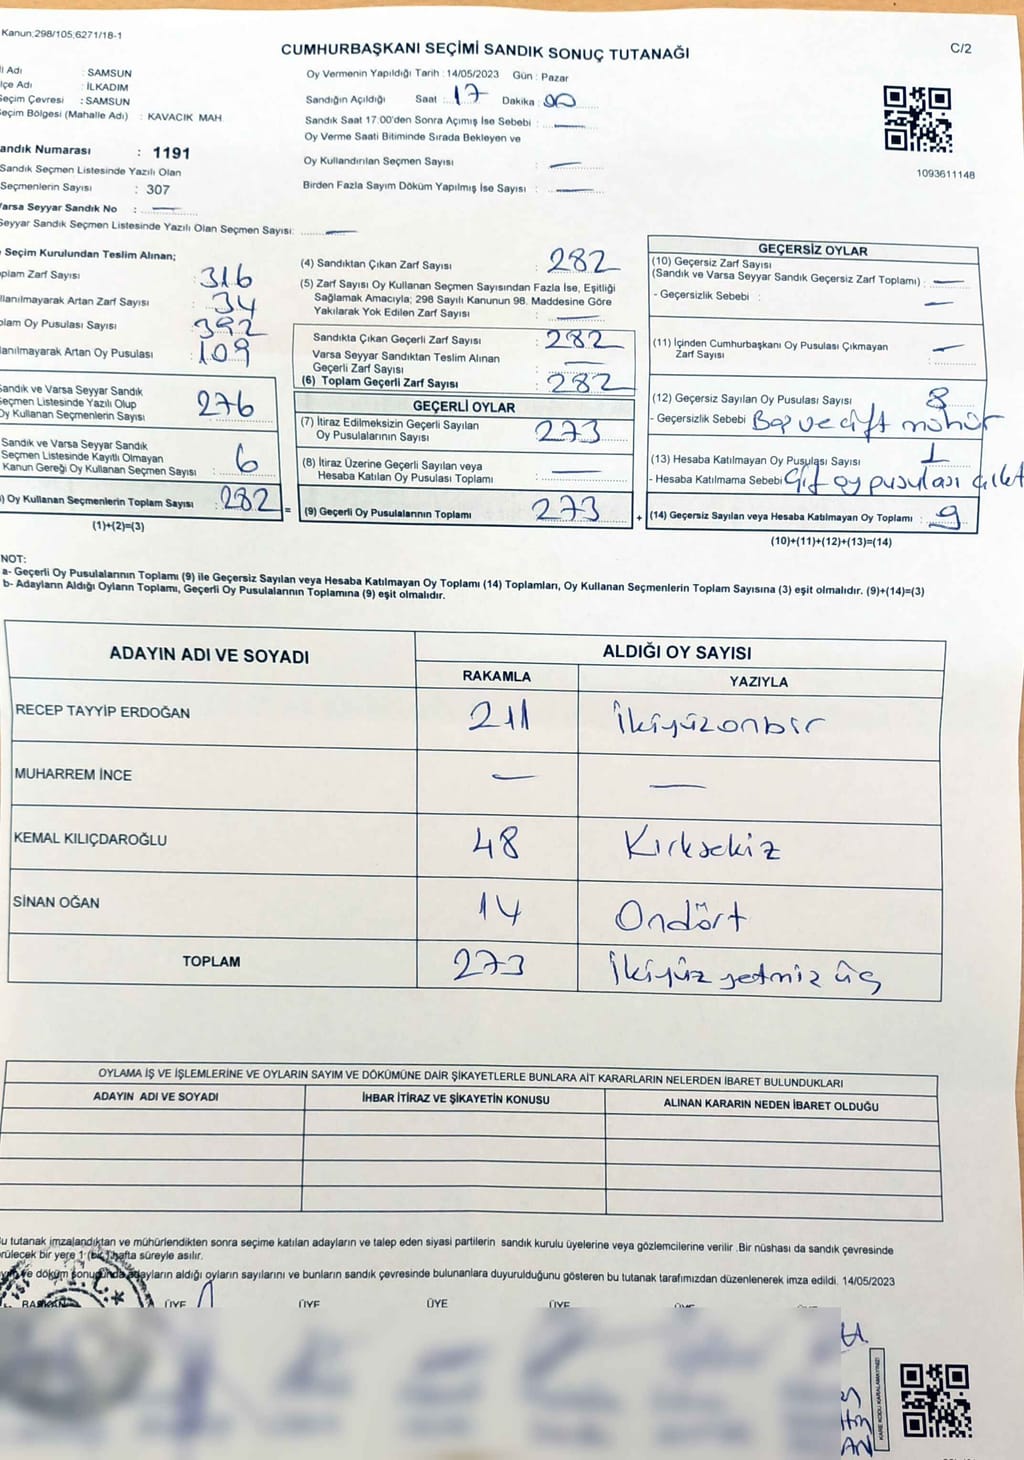 Kanun;298/105;6271/18-1
CUMHURBAŞKANI SEÇİMİ SANDIK SONUÇ TUTANAĞI
C/2
Adı : SAMSUN
lçe Adı : İLKADIM
Seçim Çevresi : SAMSUN
Seçim Bölgesi (Mahalle Adı) : KAVACIK MAH
Oy Vermenin Yapıldığı Tarih : 14/05/2023 Gün : Pazar
Sandığın Açıldığı Saat : 17 Dakika : 00
Sandık Saat 17.00'den Sonra Açımış İse Sebebi : —
Oy Verme Saati Bitiminde Sırada Bekleyen ve
Oy Kullandırılan Seçmen Sayısı : —
Birden Fazla Sayım Döküm Yapılmış İse Sayısı : —
1093611148
andık Numarası : 1191
Sandık Seçmen Listesinde Yazılı Olan
Seçmenlerin Sayısı : 307
Varsa Seyyar Sandık No : —
Seyyar Sandık Seçmen Listesinde Yazılı Olan Seçmen Sayısı: —
Seçim Kurulundan Teslim Alınan;
oplam Zarf Sayısı : 316
llanılmayarak Artan Zarf Sayısı : 34
plam Oy Pusulası Sayısı : 392
lanılmayarak Artan Oy Pusulası : 109
Sandık ve Varsa Seyyar Sandık
Seçmen Listesinde Yazılı Olup
Oy Kullanan Seçmenlerin Sayısı : 276
Sandık ve Varsa Seyyar Sandık
Seçmen Listesinde Kayıtlı Olmayan
Kanun Gereği Oy Kullanan Seçmen Sayısı : 6
) Oy Kullanan Seçmenlerin Toplam Sayısı : 282 =
(1)+(2)=(3)
(4) Sandıktan Çıkan Zarf Sayısı : 282
(5) Zarf Sayısı Oy Kullanan Seçmen Sayısından Fazla İse, Eşitliği
Sağlamak Amacıyla; 298 Sayılı Kanunun 98. Maddesine Göre
Yakılarak Yok Edilen Zarf Sayısı : —
Sandıkta Çıkan Geçerli Zarf Sayısı : 282
Varsa Seyyar Sandıktan Teslim Alınan
Geçerli Zarf Sayısı : —
(6) Toplam Geçerli Zarf Sayısı : 282
GEÇERLİ OYLAR
(7) İtiraz Edilmeksizin Geçerli Sayılan
Oy Pusulalarının Sayısı : 273
(8) İtiraz Üzerine Geçerli Sayılan veya
Hesaba Katılan Oy Pusulaları Toplamı : —
(9) Geçerli Oy Pusulalarının Toplamı : 273 +
GEÇERSİZ OYLAR
(10) Geçersiz Zarf Sayısı
(Sandık ve Varsa Seyyar Sandık Geçersiz Zarf Toplamı) : —
- Geçersizlik Sebebi : —
(11) İçinden Cumhurbaşkanı Oy Pusulası Çıkmayan
Zarf Sayısı : —
(12) Geçersiz Sayılan Oy Pusulası Sayısı : 8
- Geçersizlik Sebebi : Boş ve çift mühür
(13) Hesaba Katılmayan Oy Pusulası Sayısı : 1
- Hesaba Katılmama Sebebi Çift oy pusulası
(14) Geçersiz Sayılan veya Hesaba Katılmayan Oy Toplamı : 9
(10)+(11)+(12)+(13)=(14)
NOT:
a- Geçerli Oy Pusulalarının Toplamı (9) ile Geçersiz Sayılan veya Hesaba Katılmayan Oy Toplamı (14) Toplamları, Oy Kullanan Seçmenlerin Toplam Sayısına (3) eşit olmalıdır. (9)+(14)=(3)
b- Adayların Aldığı Oyların Toplamı, Geçerli Oy Pusulalarının Toplamına (9) eşit olmalıdır.
ADAYIN ADI VE SOYADI
ALDIĞI OY SAYISI
RAKAMLA YAZIYLA
RECEP TAYYİP ERDOĞAN 211 İkiyüzonbir
MUHARREM İNCE — —
KEMAL KILIÇDAROĞLU 48 Kırksekiz
SİNAN OĞAN 14 Ondört
TOPLAM 273 İkiyüz yetmiz üç
OYLAMA İŞ VE İŞLEMLERİNE VE OYLARIN SAYIM VE DÖKÜMÜNE DAİR ŞİKAYETLERLE BUNLARA AİT KARARLARIN NELERDEN İBARET BULUNDUKLARI
ADAYIN ADI VE SOYADI İHBAR İTİRAZ VE ŞİKAYETİN KONUSU ALINAN KARARIN NEDEN İBARET OLDUĞU
Bu tutanak imzalandıktan ve mühürlendikten sonra seçime katılan adayların ve talep eden siyasi partilerin sandık kurulu üyelerine veya gözlemcilerine verilir .Bir nüshası da sandık çevresinde
örülecek bir yere 1 (bir) hafta süreyle asılır.
ve döküm sonucunda adayların aldığı oyların sayılarını ve bunların sandık çevresinde bulunanlara duyurulduğunu gösteren bu tutanak tarafımızdan düzenlenerek imza edildi. 14/05/2023
BAŞKAN ÜYE ÜYE ÜYE ÜYE ÜYE ÜYE
KARE KODU KARALAMAYINIZ!